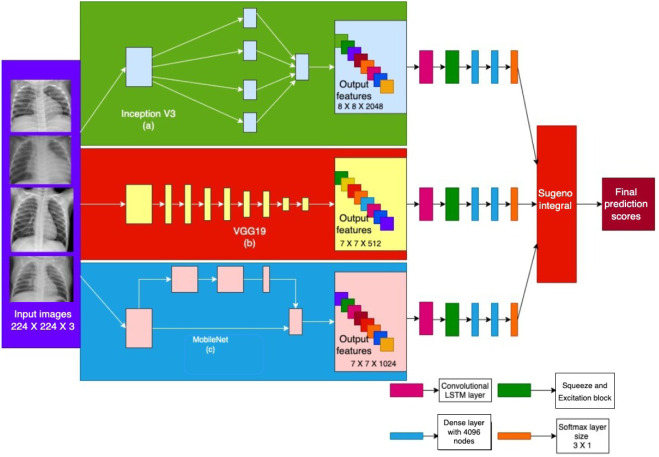 Inception V3
(a)
Output
features
8 X 8 X 2048
VGG19
(b)
Output
features
7 X 7 X 512
MobileNet
(c)
Output
features
7 X 7 X 1024
Input images
224 X 224 X 3
Sugeno
integral
Final
prediction
scores
Convolutional
LSTM layer
Squeeze and
Excitation block
Dense layer
with 4096
nodes
Softmax layer
size
3 X 1